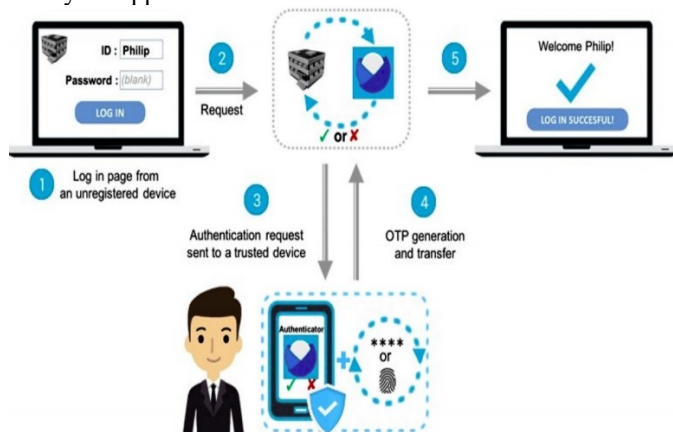 ID : Philip
Password : (blank)
LOG IN
1
Log in page from
an unregistered device
2
Request
✓ or ✗
5
Welcome Philip!
LOG IN SUCCESFUL!
3
Authentication request
sent to a trusted device
4
OTP generation
and transfer
Authenticator
✓ ✗
+
****
or